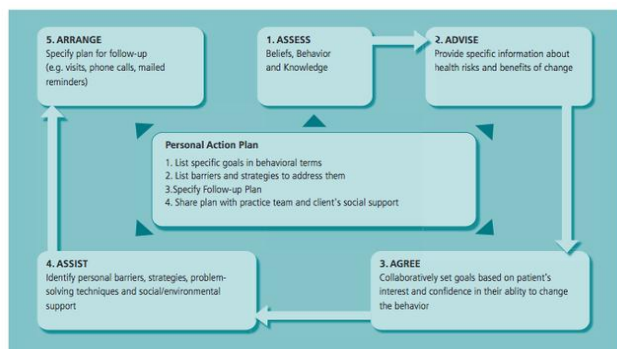 5. ARRANGE
Specify plan for follow-up
(e.g. visits, phone calls, mailed
reminders)
1. ASSESS
Beliefs, Behavior
and Knowledge
2. ADVISE
Provide specific information about
health risks and benefits of change
Personal Action Plan
1. List specific goals in behavioral terms
2. List barriers and strategies to address them
3.Specify Follow-up Plan
4. Share plan with practice team and client's social support
4. ASSIST
Identify personal barriers, strategies, problem-
solving techniques and social/environmental
support
3. AGREE
Collaboratively set goals based on patient's
interest and confidence in their ablity to change
the behavior